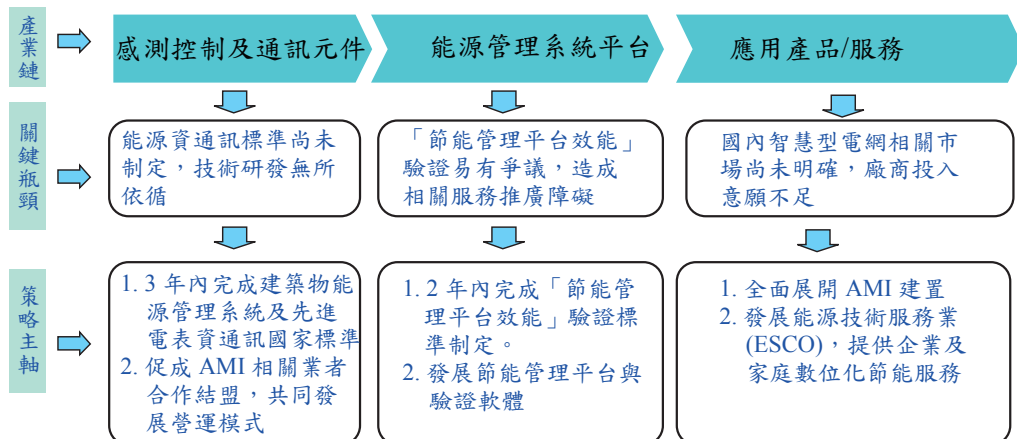 產業鏈
感測控制及通訊元件
能源管理系統平台
應用產品/服務
關鍵瓶頸
能源資通訊標準尚未
制定，技術研發無所
依循
「節能管理平台效能」
驗證易有爭議，造成
相關服務推廣障礙
國內智慧型電網相關市
場尚未明確，廠商投入
意願不足
策略主軸
1. 3 年內完成建築物能
源管理系統及先進
電表資通訊國家標準
2. 促成 AMI 相關業者
合作結盟，共同發
展營運模式
1. 2 年內完成「節能管
理平台效能」驗證標
準制定。
2. 發展節能管理平台與
驗證軟體
1. 全面展開 AMI 建置
2. 發展能源技術服務業
(ESCO)，提供企業及
家庭數位化節能服務